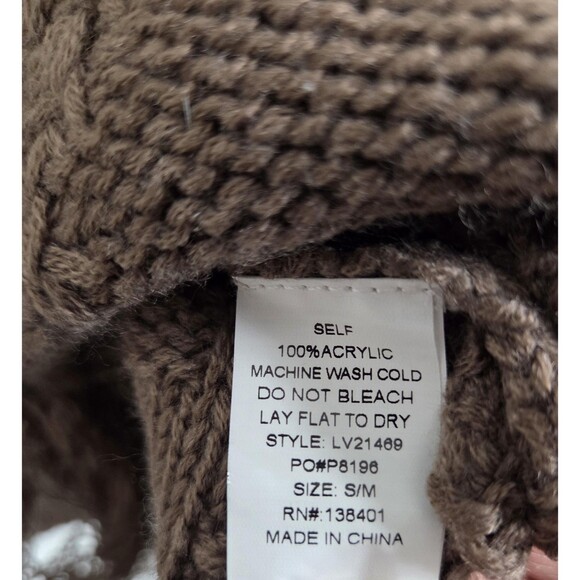 SELF
100%ACRYLIC
MACHINE WASH COLD
DO NOT BLEACH
LAY FLAT TO DRY
STYLE: LV21469
PO#P8196
SIZE: S/M
RN#:136401
MADE IN CHINA